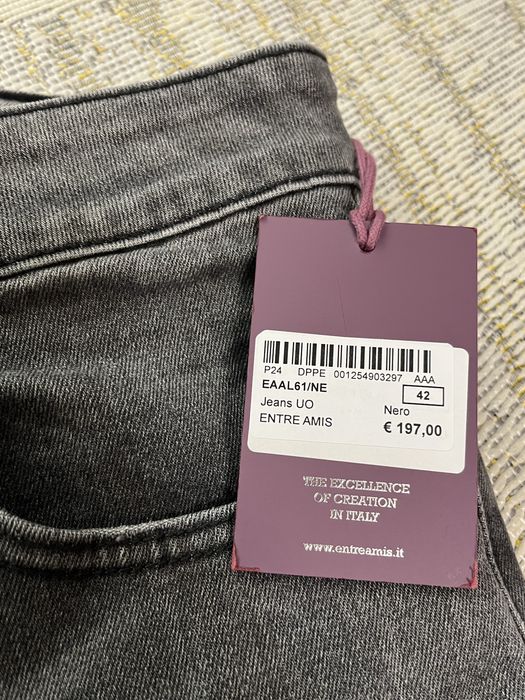 P24 DPPE 001254903297 AAA
EAAL61/NE 42
Jeans UO Nero
ENTRE AMIS € 197,00
THE EXCELLENCE
OF CREATION
IN ITALY
www.entreamis.it